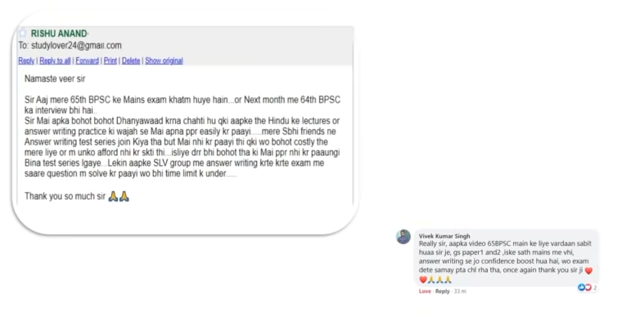 RISHU ANAND
To: studylover24@gmail.com
Reply | Reply to all | Forward | Print | Delete | Show original
Namaste veer sir
Sir Aaj mere 65th BPSC ke Mains exam khatm huye hain...or Next month me 64th BPSC
ka interview bhi hai..
Sir Mai apka bohot bohot Dhanyawaad krna chahti hu qki aapke the Hindu ke lectures or
answer writing practice ki wajah se Mai apna ppr easily kr paayi.....mere Sbhi friends ne
Answer writing test series join Kiya tha but Mai nhi kr paayi thi qki wo bohot costly the
mere liye or m unko afford nhi kr skti thi...isliye drr bhi bohot tha ki Mai ppr nhi kr paaungi
Bina test series lgaye...Lekin aapke SLV group me answer writing krte krte exam me
saare question m solve kr paayi wo bhi time limit k under.....
Thank you so much sir 🙏🙏
Vivek Kumar Singh
Really sir, aapka video 65BPSC main ke liye vardaan sabit
huaa sir je, gs paper1 and2 ,iske sath mains me vhi,
answer writing se jo confidence boost hua hai, wo exam
dete samay pta chl rha tha, once again thank you sir ji ❤️
❤️🙏🙏🙏
Love · Reply · 33 m
2